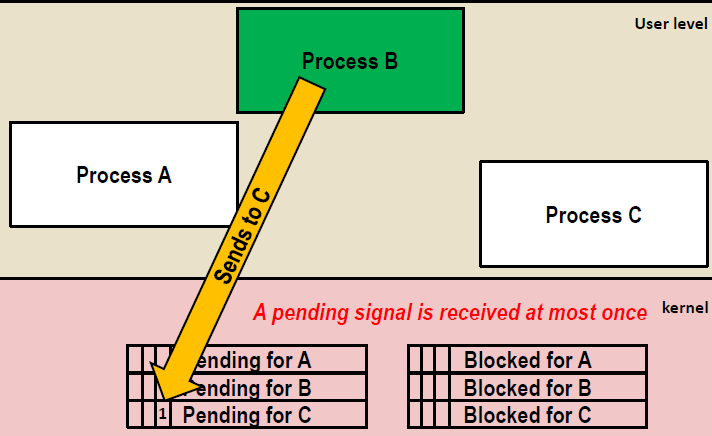 User level
Process B
Process A
Process C
Sends to C
A pending signal is received at most once
kernel
ending for A
Blocked for A
ending for B
Blocked for B
1 Pending for C
Blocked for C